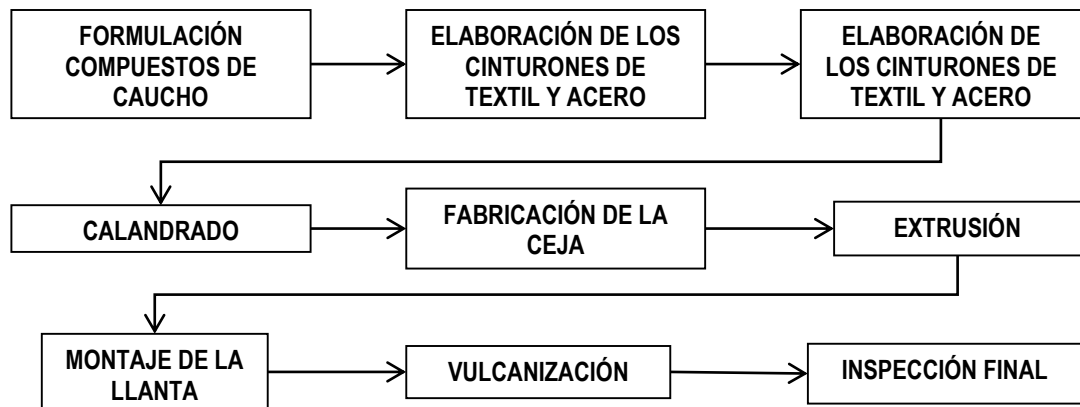 FORMULACIÓN
COMPUESTOS DE
CAUCHO
ELABORACIÓN DE LOS
CINTURONES DE
TEXTIL Y ACERO
ELABORACIÓN DE
LOS CINTURONES DE
TEXTIL Y ACERO
CALANDRADO
FABRICACIÓN DE LA
CEJA
EXTRUSIÓN
MONTAJE DE LA
LLANTA
VULCANIZACIÓN
INSPECCIÓN FINAL